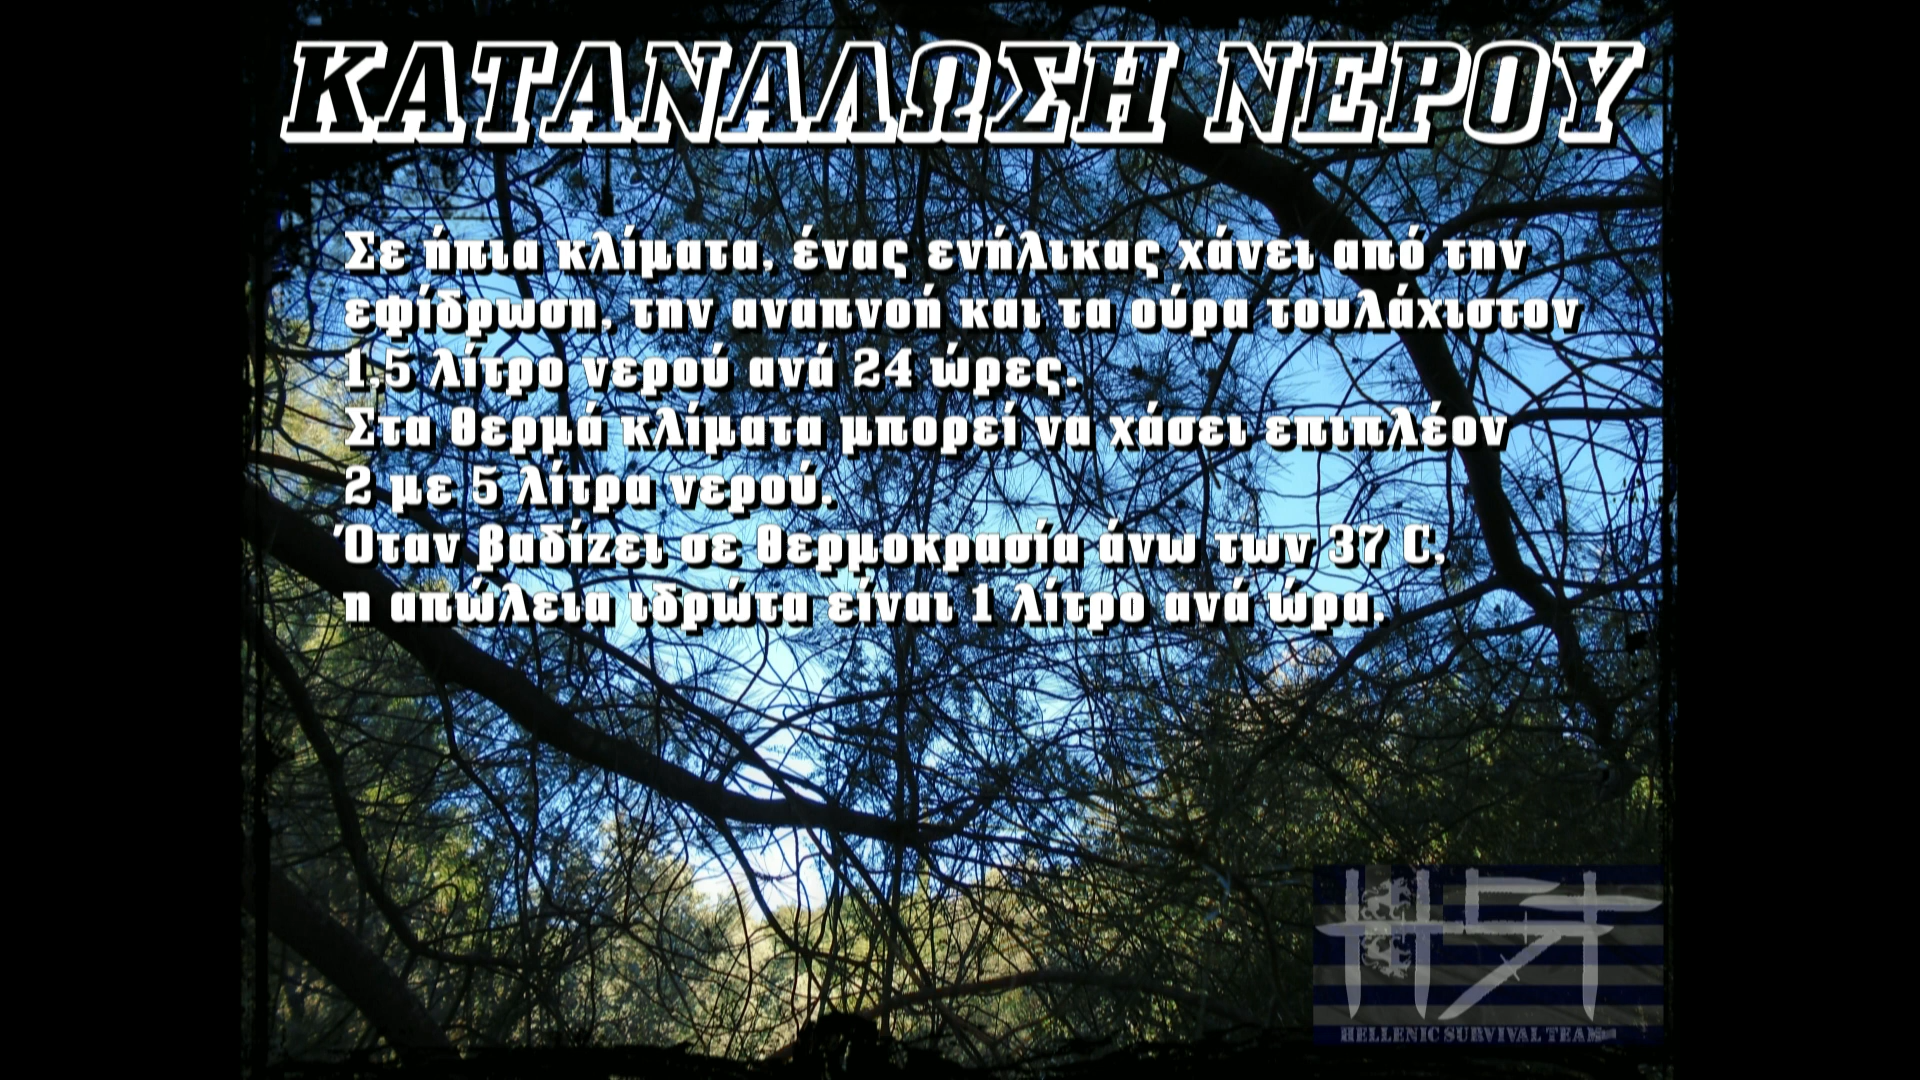 ΚΑΤΑΝΑΛΩΣΗ ΝΕΡΟΥ
Σε ήπια κλίματα, ένας ενήλικας χάνει από την
εφίδρωση, την αναπνοή και τα ούρα τουλάχιστον
1,5 λίτρο νερού ανά 24 ώρες.
Στα θερμά κλίματα μπορεί να χάσει επιπλέον
2 με 5 λίτρα νερού.
Όταν βαδίζει σε θερμοκρασία άνω των 37 C,
η απώλεια ιδρώτα είναι 1 λίτρο ανά ώρα.
HST
HELLENIC SURVIVAL TEAM